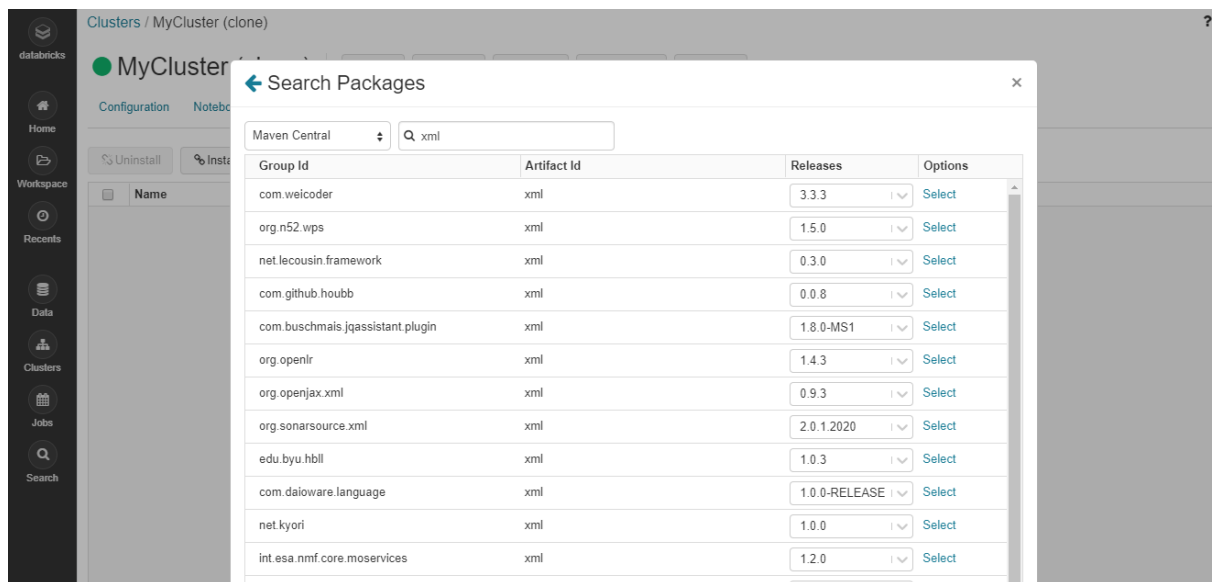 Clusters / MyCluster (clone)
?
databricks
MyCluster
Search Packages
×
Configuration Notebo
Home
Maven Central xml
Uninstall Insta
Group Id Artifact Id Releases Options
Workspace
Name
com.weicoder xml 3.3.3 Select
org.n52.wps xml 1.5.0 Select
Recents
net.lecousin.framework xml 0.3.0 Select
com.github.houbb xml 0.0.8 Select
Data
com.buschmais.jqassistant.plugin xml 1.8.0-MS1 Select
org.openlr xml 1.4.3 Select
Clusters
org.openjax.xml xml 0.9.3 Select
Jobs
org.sonarsource.xml xml 2.0.1.2020 Select
edu.byu.hbll xml 1.0.3 Select
Search
com.daioware.language xml 1.0.0-RELEASE Select
net.kyori xml 1.0.0 Select
int.esa.nmf.core.moservices xml 1.2.0 Select